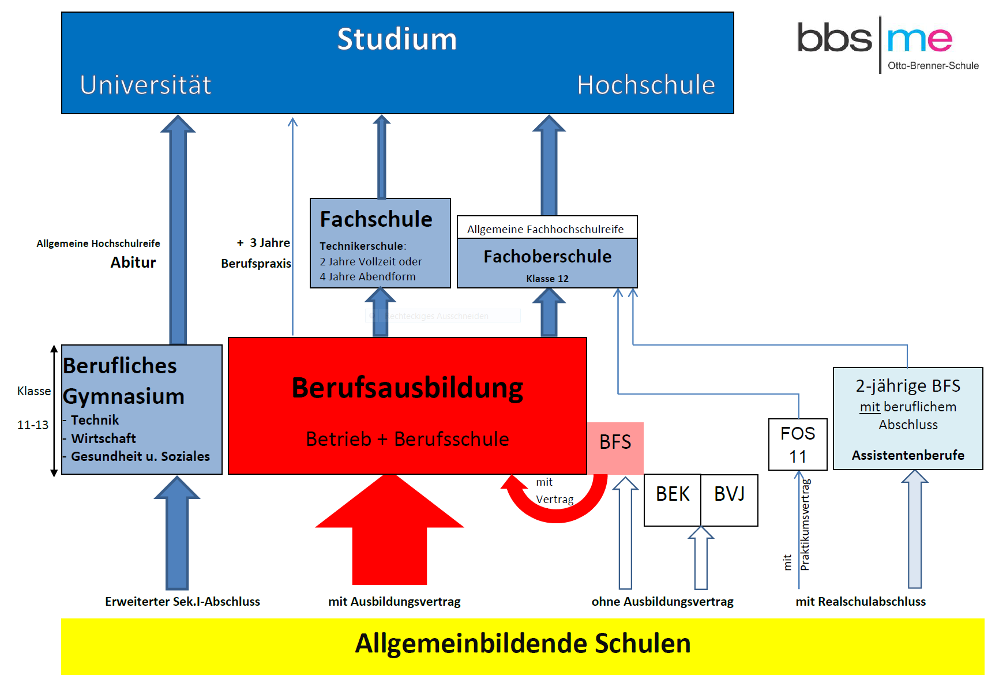 Studium
Universität
Hochschule
bbs|me
Otto-Brenner-Schule
Allgemeine Hochschulreife
Abitur
+ 3 Jahre
Berufspraxis
Fachschule
Technikerschule:
2 Jahre Vollzeit oder
4 Jahre Abendform
Allgemeine Fachhochschulreife
Fachoberschule
Klasse 12
Rechteckiges Ausschneiden
Klasse
11-13
Berufliches
Gymnasium
- Technik
- Wirtschaft
- Gesundheit u. Soziales
Berufsausbildung
Betrieb + Berufsschule
BFS
mit
Vertrag
BEK
BVJ
FOS
11
mit
Praktikumsvertrag
2-jährige BFS
mit beruflichem
Abschluss
Assistentenberufe
Erweiterter Sek.I-Abschluss
mit Ausbildungsvertrag
ohne Ausbildungsvertrag
mit Realschulabschluss
Allgemeinbildende Schulen